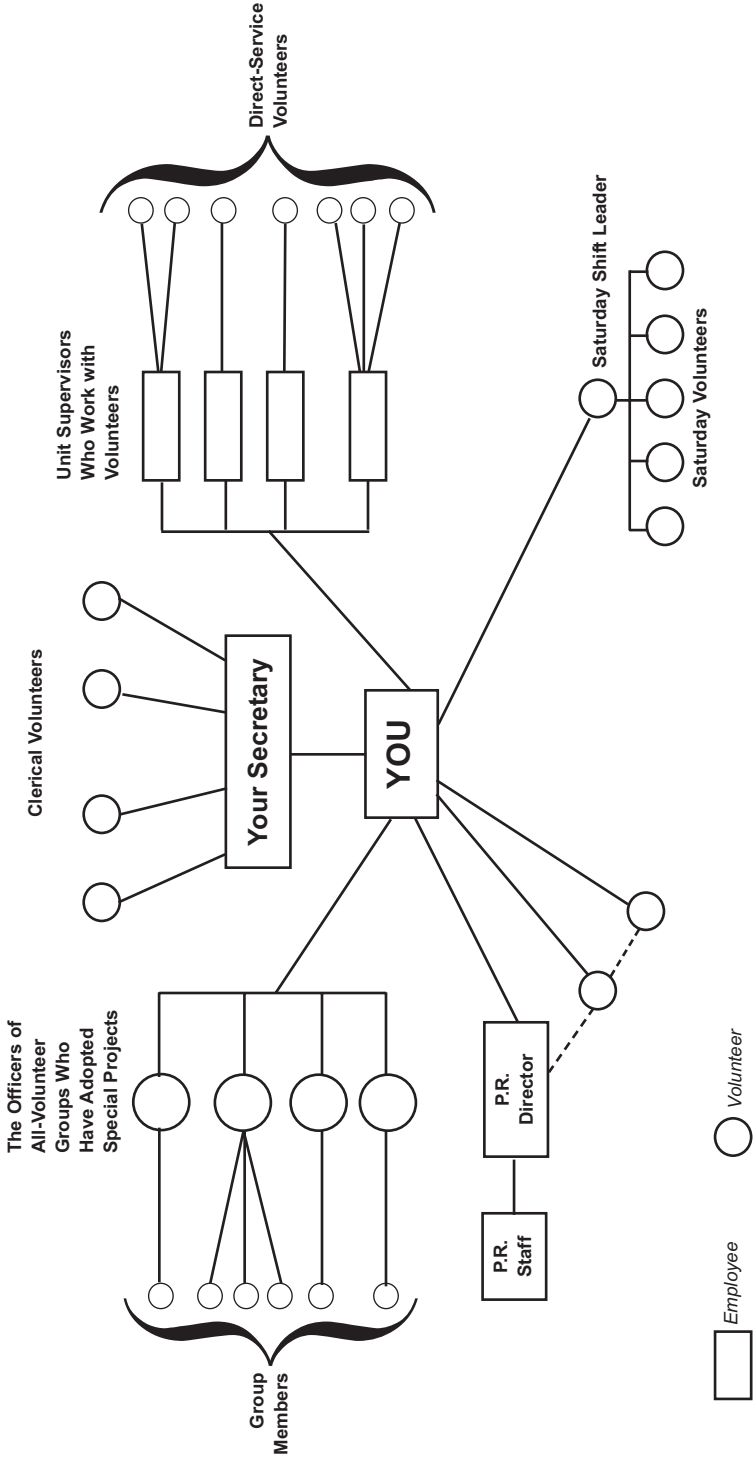 The Officers of
All-Volunteer
Groups Who
Have Adopted
Special Projects
Clerical Volunteers
Unit Supervisors
Who Work with
Volunteers
Direct-Service
Volunteers
Group
Members
Your Secretary
YOU
P.R.
Staff
P.R.
Director
Saturday Shift Leader
Saturday Volunteers
Employee
Volunteer